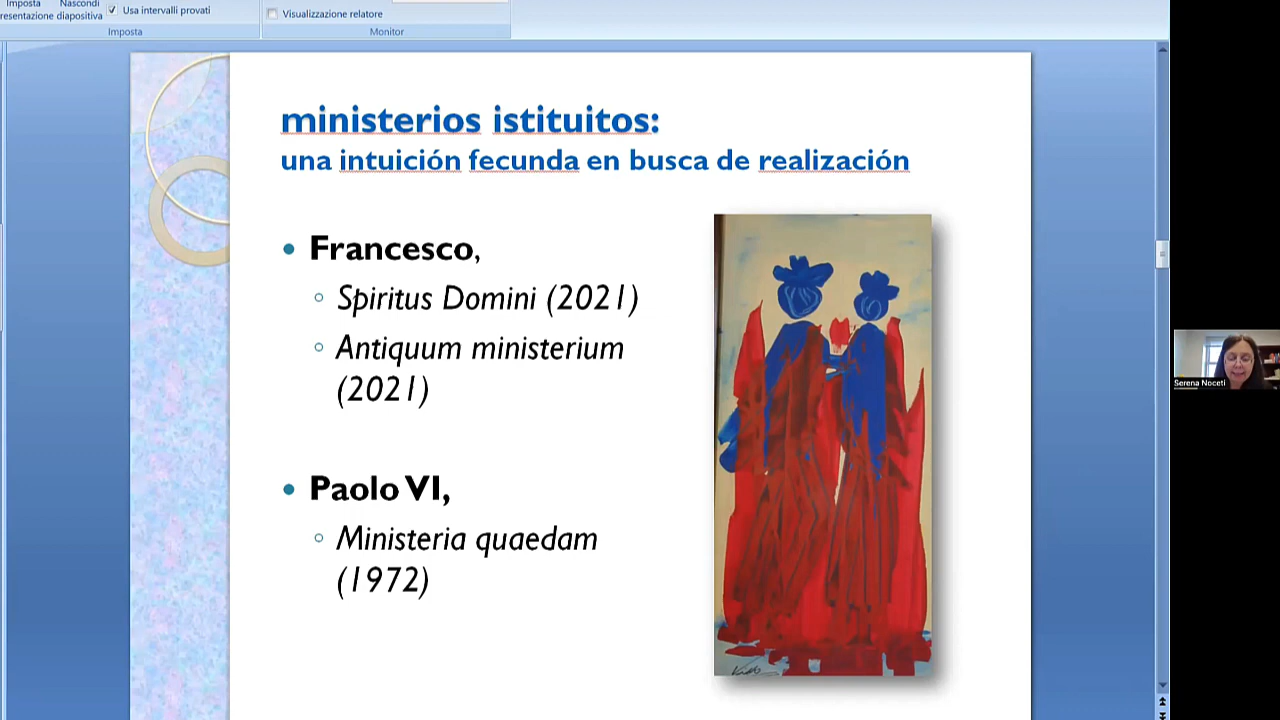 Imposta
Nascondi
resentazione
diapositiva
Usa intervalli provati
Imposta
Visualizzazione relatore
Monitor
ministerios istituitos:
una intuición fecunda en busca de realización
Francesco,
Spiritus Domini (2021)
Antiquum ministerium
(2021)
Paolo VI,
Ministeria quaedam
(1972)
Serena Noceti